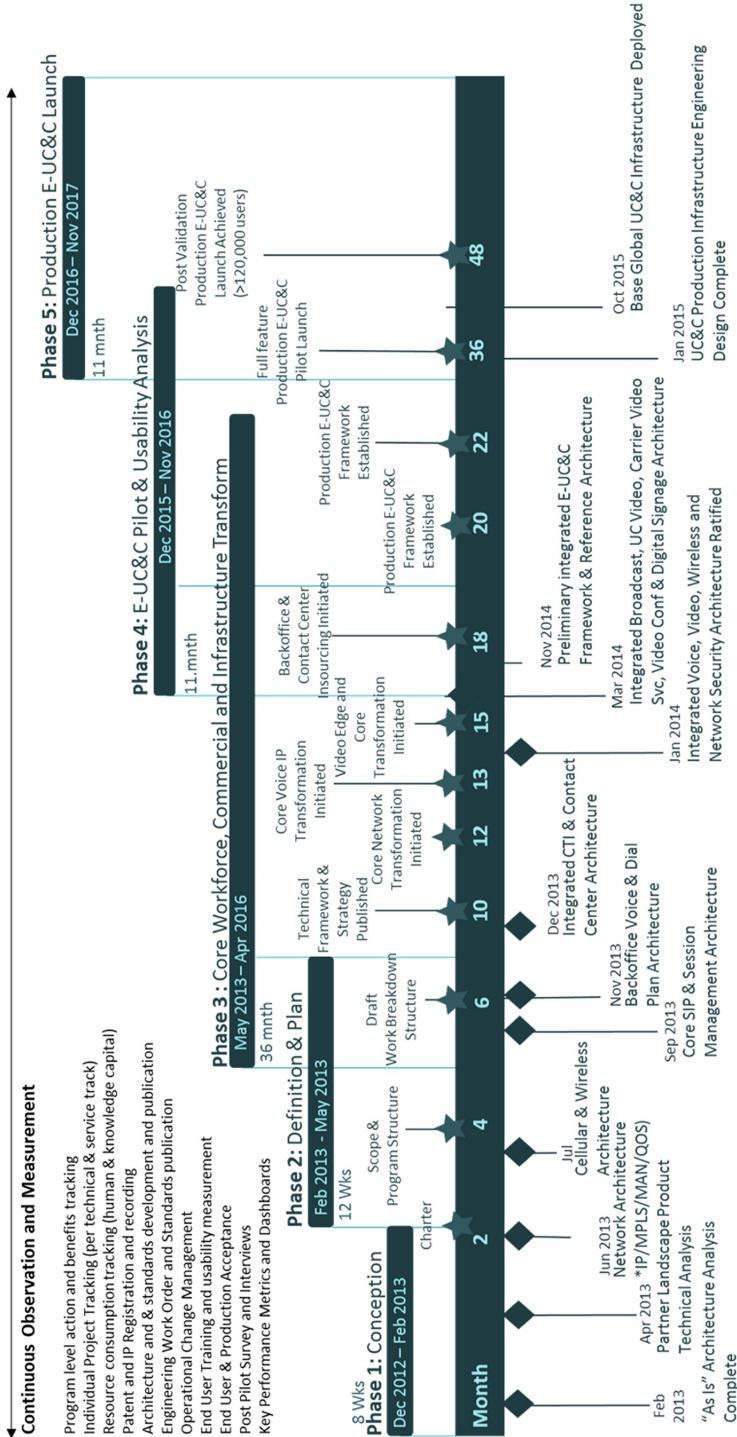 Continuous Observation and Measurement
Program level action and benefits tracking
Individual Project Tracking (per technical & service track)
Resource consumption tracking (human & knowledge capital)
Patent and IP Registration and recording
Architecture and & standards development and publication
Engineering Work Order and Standards publication
Operational Change Management
End User Training and usability measurement
End User & Production Acceptance
Post Pilot Survey and Interviews
Key Performance Metrics and Dashboards
8 Wks
Phase 1: Conception
Dec 2012 – Feb 2013
Phase 2: Definition & Plan
Feb 2013 - May 2013
12 Wks
Phase 3 : Core Workforce, Commercial and Infrastructure Transform
May 2013 – Apr 2016
36 mnth
Phase 4: E-UC&C Pilot & Usability Analysis
Dec 2015 – Nov 2016
11 mnth
Phase 5: Production E-UC&C Launch
Dec 2016 – Nov 2017
11 mnth
Charter
Scope &
Program Structure
Draft
Work Breakdown
Structure
Technical
Framework &
Strategy
Published
Core Network
Transformation
Initiated
Core Voice IP
Transformation
Initiated
Video Edge and
Core
Transformation
Initiated
Backoffice &
Contact Center
Insourcing Initiated
Production E-UC&C
Framework
Established
Production E-UC&C
Framework
Established
Full feature
Production E-UC&C
Pilot Launch
Post Validation
Production E-UC&C
Launch Achieved
(>120,000 users)
Month
2
4
6
10
12
13
15
18
20
22
36
48
Feb
2013
"As Is" Architecture Analysis
Complete
Apr 2013
Partner Landscape Product
Technical Analysis
Jun 2013
Network Architecture
*IP/MPLS/MAN/QOS)
Jul
Cellular & Wireless
Architecture
Sep 2013
Core SIP & Session
Management Architecture
Nov 2013
Backoffice Voice & Dial
Plan Architecture
Dec 2013
Integrated CTI & Contact
Center Architecture
Jan 2014
Integrated Voice, Video, Wireless and
Network Security Architecture Ratified
Mar 2014
Integrated Broadcast, UC Video, Carrier Video
Svc, Video Conf & Digital Signage Architecture
Nov 2014
Preliminary integrated E-UC&C
Framework & Reference Architecture
Jan 2015
UC&C Production Infrastructure Engineering
Design Complete
Oct 2015
Base Global UC&C Infrastructure Deployed